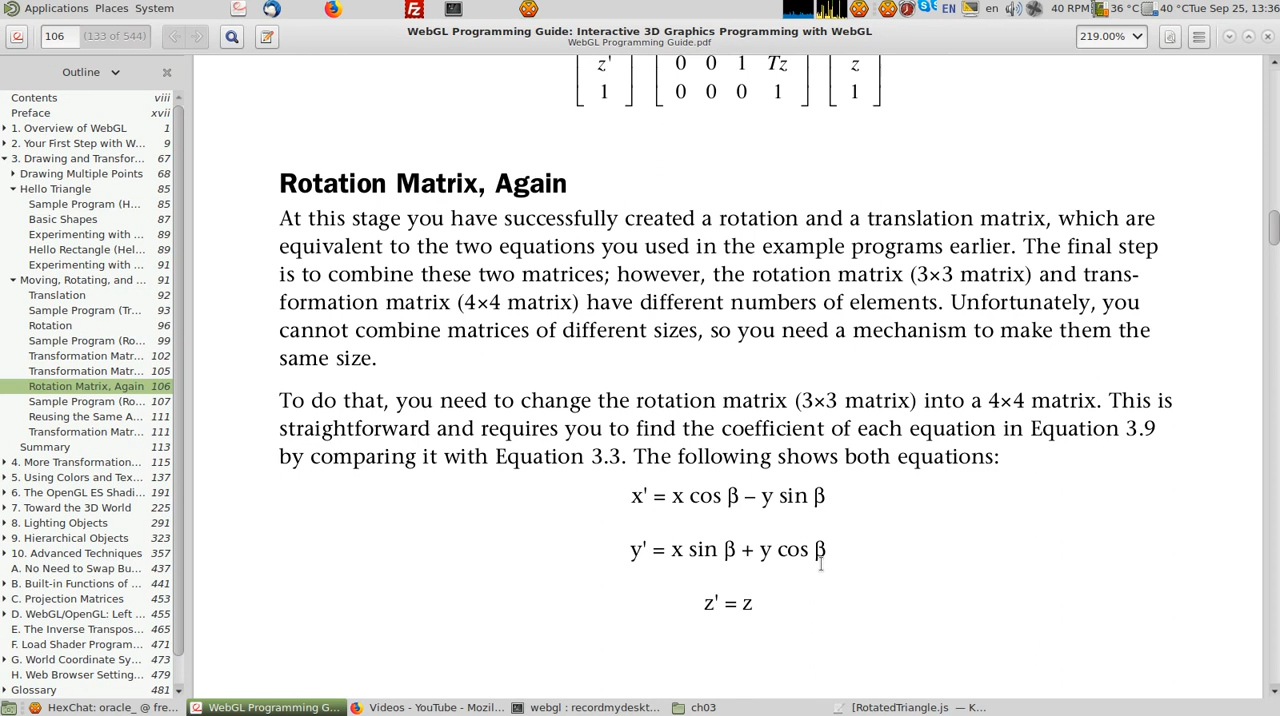 Applications Places System
EN en 40 RPM 36 °C 40 °C Tue Sep 25, 13:36
106 (133 of 544)
WebGL Programming Guide: Interactive 3D Graphics Programming with WebGL
WebGL Programming Guide.pdf
219.00%
Outline
Contents viii
Preface xvii
1. Overview of WebGL 1
2. Your First Step with W... 9
3. Drawing and Transfor... 67
Drawing Multiple Points 68
Hello Triangle 85
Sample Program (H... 85
Basic Shapes 87
Experimenting with ... 89
Hello Rectangle (Hel... 89
Experimenting with ... 91
Moving, Rotating, and ... 91
Translation 92
Sample Program (Tr... 93
Rotation 96
Sample Program (Ro... 99
Transformation Matr... 102
Transformation Matr... 105
Rotation Matrix, Again 106
Sample Program (Ro... 107
Reusing the Same A... 111
Transformation Matr... 111
Summary 113
4. More Transformation... 115
5. Using Colors and Tex... 137
6. The OpenGL ES Shadi... 191
7. Toward the 3D World 225
8. Lighting Objects 291
9. Hierarchical Objects 323
10. Advanced Techniques 357
A. No Need to Swap Bu... 437
B. Built-in Functions of ... 441
C. Projection Matrices 453
D. WebGL/OpenGL: Left ... 455
E. The Inverse Transpos... 465
F. Load Shader Program... 471
G. World Coordinate Sy... 473
H. Web Browser Setting... 479
Glossary 481
z' 0 0 1 Tz z
1 0 0 0 1 1
Rotation Matrix, Again
At this stage you have successfully created a rotation and a translation matrix, which are
equivalent to the two equations you used in the example programs earlier. The final step
is to combine these two matrices; however, the rotation matrix (3×3 matrix) and trans-
formation matrix (4×4 matrix) have different numbers of elements. Unfortunately, you
cannot combine matrices of different sizes, so you need a mechanism to make them the
same size.
To do that, you need to change the rotation matrix (3×3 matrix) into a 4×4 matrix. This is
straightforward and requires you to find the coefficient of each equation in Equation 3.9
by comparing it with Equation 3.3. The following shows both equations:
x' = x cos β – y sin β
y' = x sin β + y cos β
z' = z
HexChat: oracle_ @ fre... WebGL Programming G... Videos - YouTube - Mozil... webgl : recordmydeskt... ch03 [RotatedTriangle.js — K...